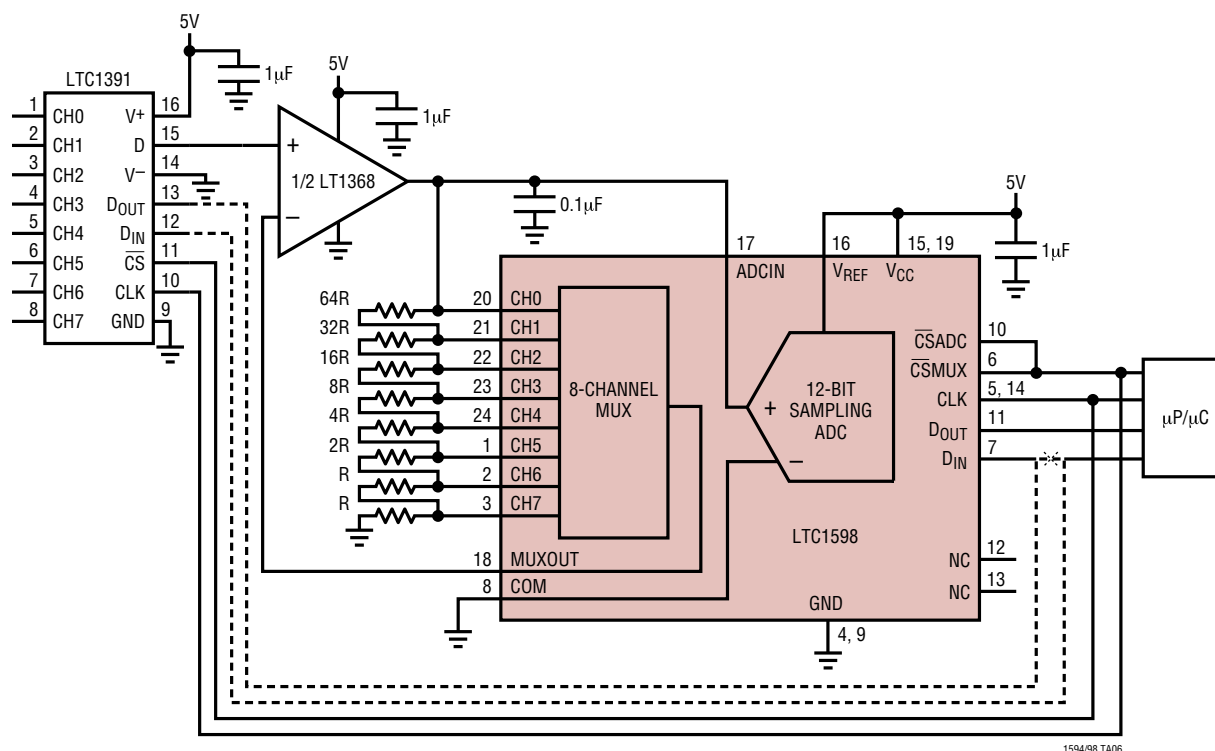 5V
1µF
LTC1391
1 CH0 V+ 16
2 CH1 D 15
3 CH2 V– 14
4 CH3 DOUT 13
5 CH4 DIN 12
6 CH5 CS 11
7 CH6 CLK 10
8 CH7 GND 9
5V
1µF
+
1/2 LT1368
–
0.1µF
5V
1µF
17 ADCIN
16 VREF
15, 19 VCC
64R 20 CH0
32R 21 CH1
16R 22 CH2
8R 23 CH3
4R 24 CH4
2R 1 CH5
R 2 CH6
R 3 CH7
8-CHANNEL
MUX
+
12-BIT
SAMPLING
ADC
–
CSADC 10
CSMUX 6
CLK 5, 14
DOUT 11
DIN 7
µP/µC
LTC1598
NC 12
NC 13
18 MUXOUT
8 COM
GND
4, 9
1594/98 TA06